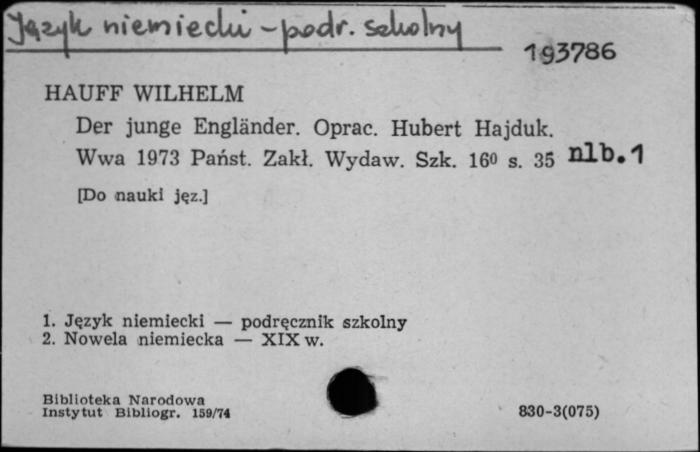 Język niemiecki - podr. szkolny
193786
HAUFF WILHELM
Der junge Engländer. Oprac. Hubert Hajduk.
Wwa 1973 Państ. Zakł. Wydaw. Szk. 16º s. 35 nlb. 1
[Do nauki jęz.]
1. Język niemiecki — podręcznik szkolny
2. Nowela niemiecka — XIX w.
Biblioteka Narodowa
Instytut Bibliogr. 159/74
830-3(075)